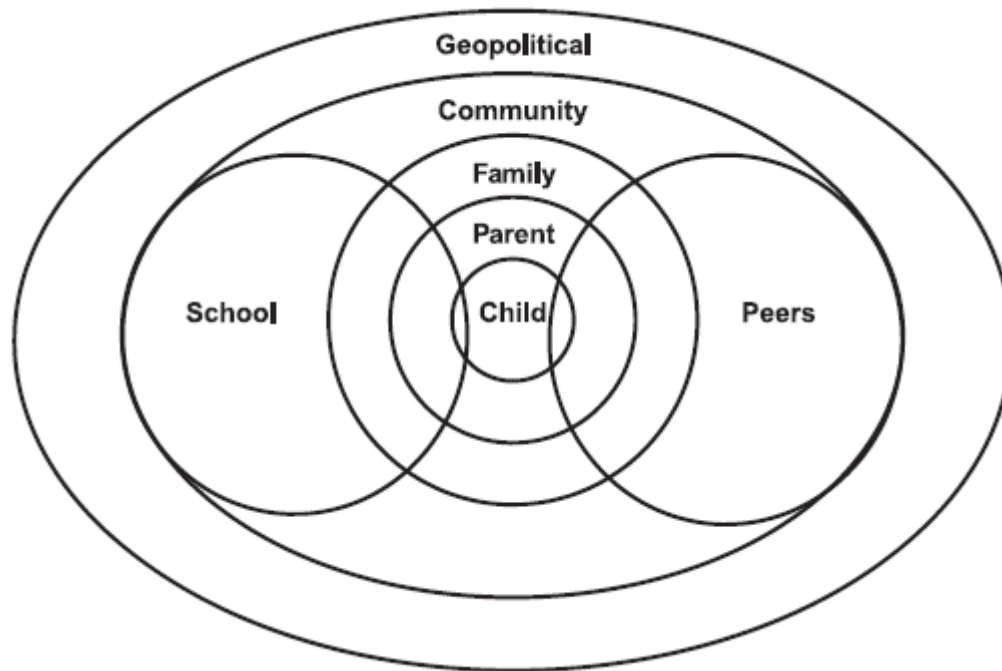 Geopolitical
Community
Family
Parent
School
Child
Peers